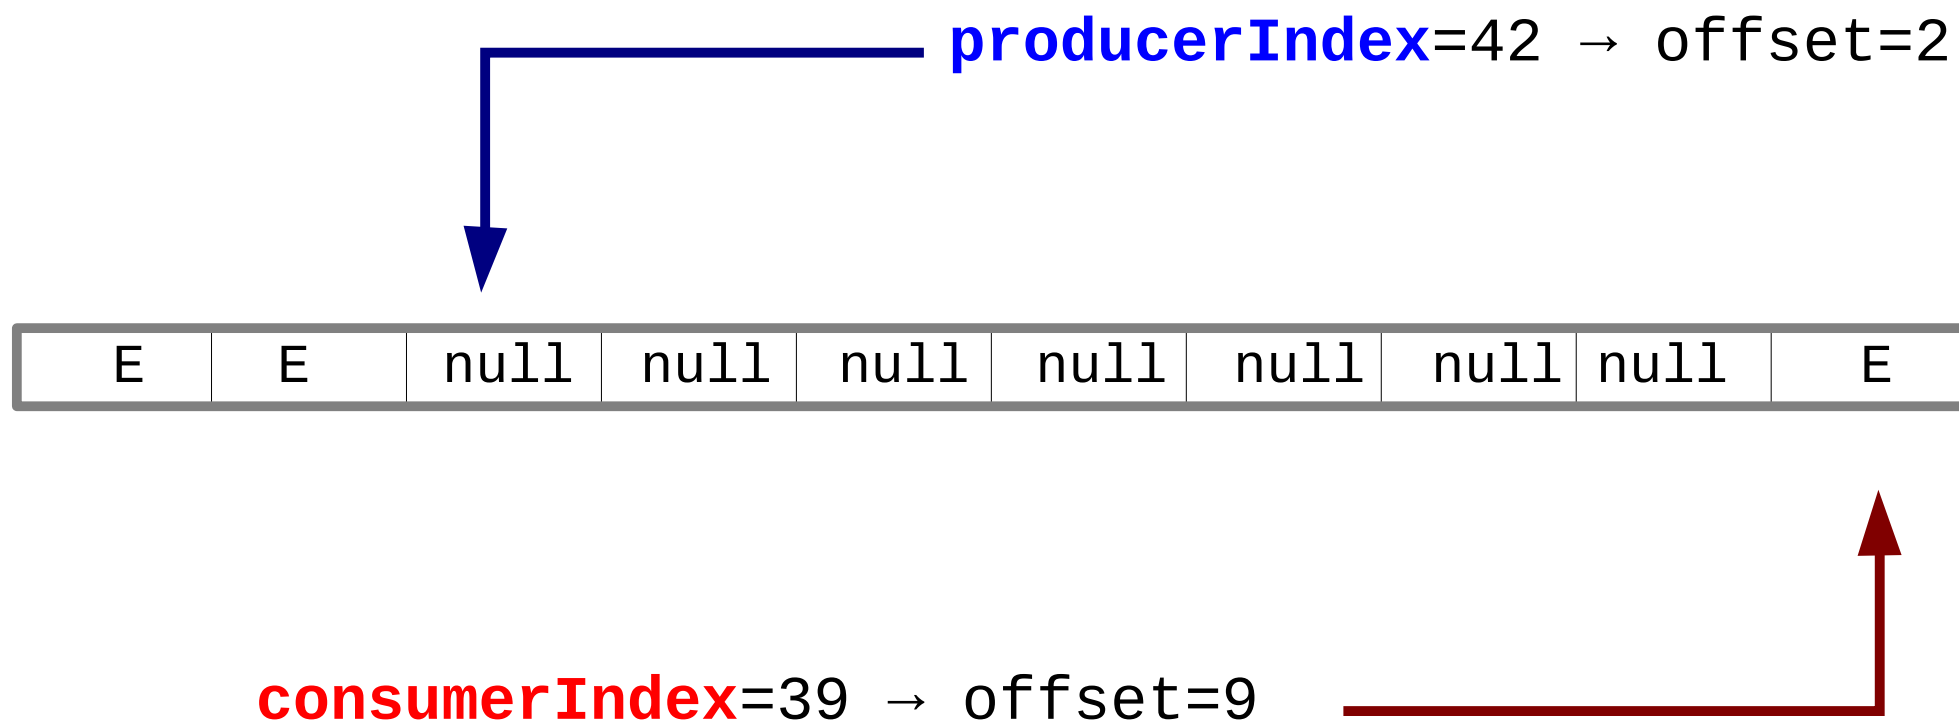 producerIndex=42 → offset=2
E E null null null null null null null E
consumerIndex=39 → offset=9